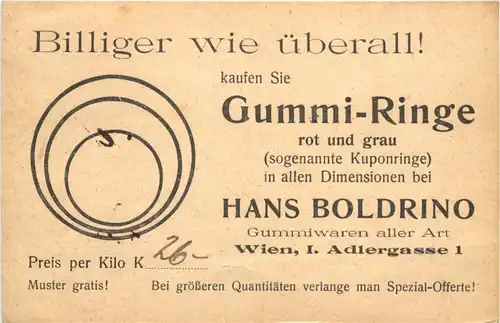 Billiger wie überall!
kaufen Sie
Gummi-Ringe
rot und grau
(sogenannte Kuponringe)
in allen Dimensionen bei
HANS BOLDRINO
Gummiwaren aller Art
Wien, I. Adlergasse 1
Preis per Kilo K 26-
Muster gratis! Bei größeren Quantitäten verlange man Spezial-Offerte!